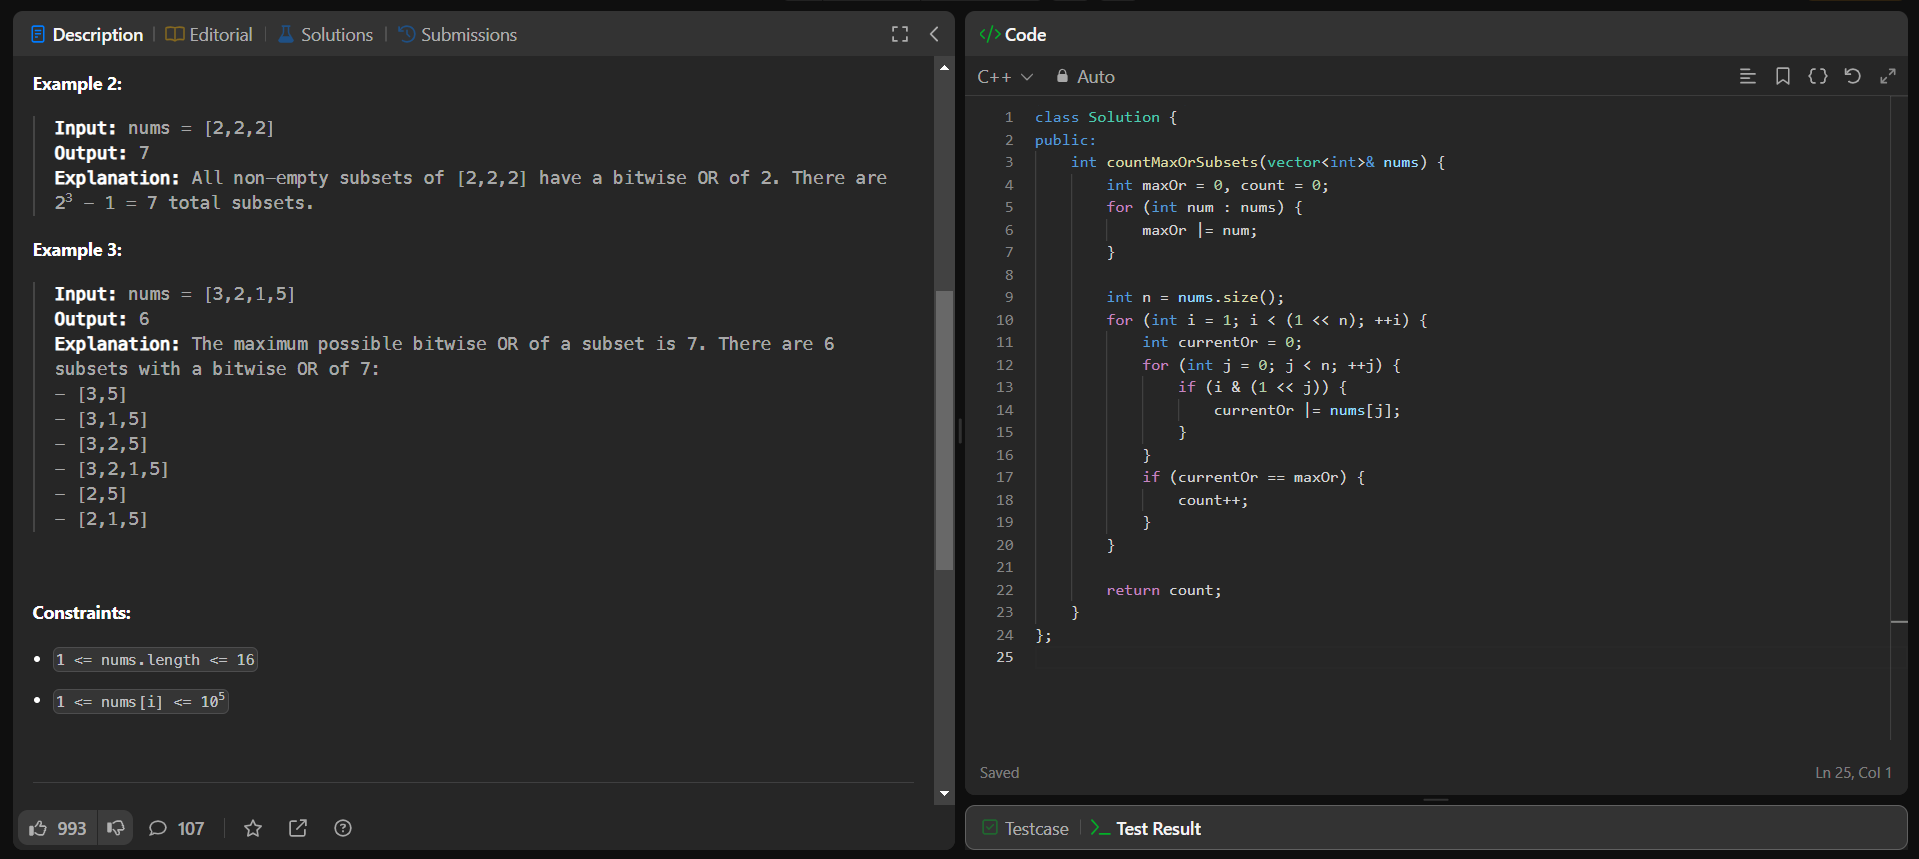 Description
Editorial
Solutions
Submissions
Example 2:
Input: nums = [2,2,2]
Output: 7
Explanation: All non-empty subsets of [2,2,2] have a bitwise OR of 2. There are
2³ - 1 = 7 total subsets.
Example 3:
Input: nums = [3,2,1,5]
Output: 6
Explanation: The maximum possible bitwise OR of a subset is 7. There are 6
subsets with a bitwise OR of 7:
- [3,5]
- [3,1,5]
- [3,2,5]
- [3,2,1,5]
- [2,5]
- [2,1,5]
Constraints:
• 1 <= nums.length <= 16
• 1 <= nums[i] <= 10⁵
993
107
</> Code
C++
Auto
1 class Solution {
2 public:
3     int countMaxOrSubsets(vector<int>& nums) {
4         int maxOr = 0, count = 0;
5         for (int num : nums) {
6             maxOr |= num;
7         }
8
9         int n = nums.size();
10         for (int i = 1; i < (1 << n); ++i) {
11             int currentOr = 0;
12             for (int j = 0; j < n; ++j) {
13                 if (i & (1 << j)) {
14                     currentOr |= nums[j];
15                 }
16             }
17             if (currentOr == maxOr) {
18                 count++;
19             }
20         }
21
22         return count;
23     }
24 };
25
Saved
Ln 25, Col 1
Testcase
Test Result